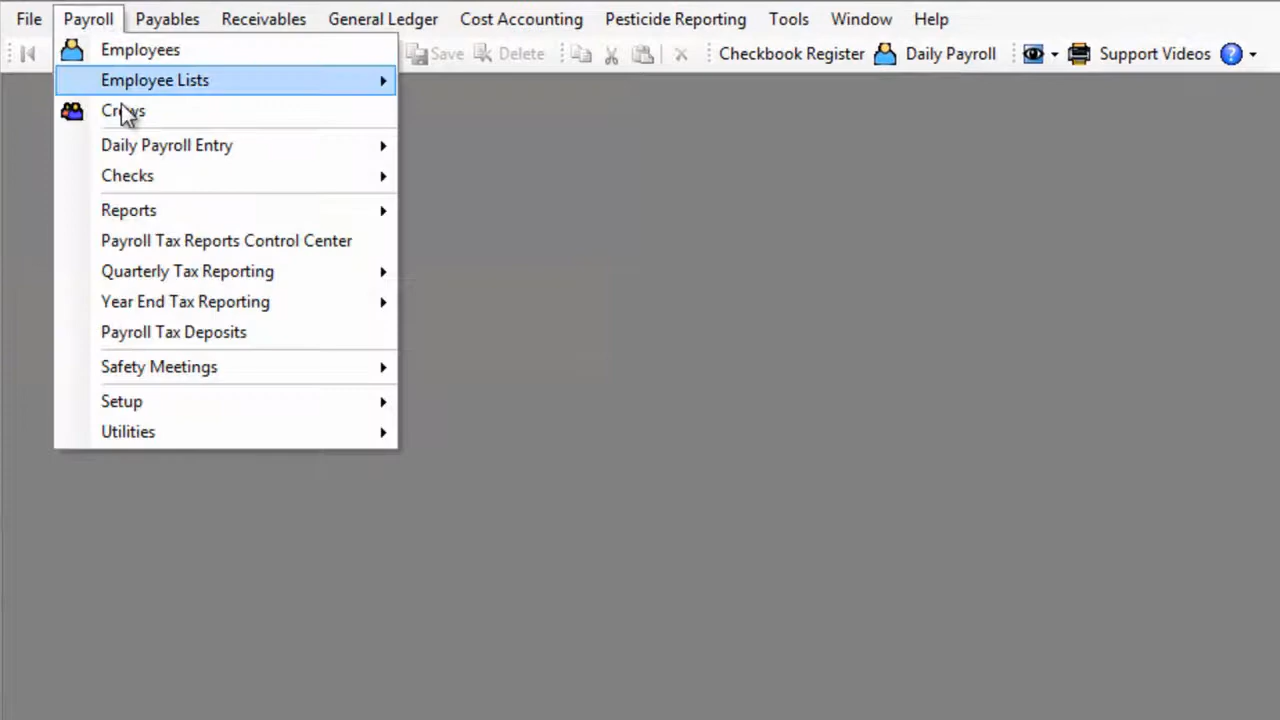 File Payroll Payables Receivables General Ledger Cost Accounting Pesticide Reporting Tools Window Help
Save Delete Checkbook Register Daily Payroll Support Videos
Employees
Employee Lists
Crews
Daily Payroll Entry
Checks
Reports
Payroll Tax Reports Control Center
Quarterly Tax Reporting
Year End Tax Reporting
Payroll Tax Deposits
Safety Meetings
Setup
Utilities